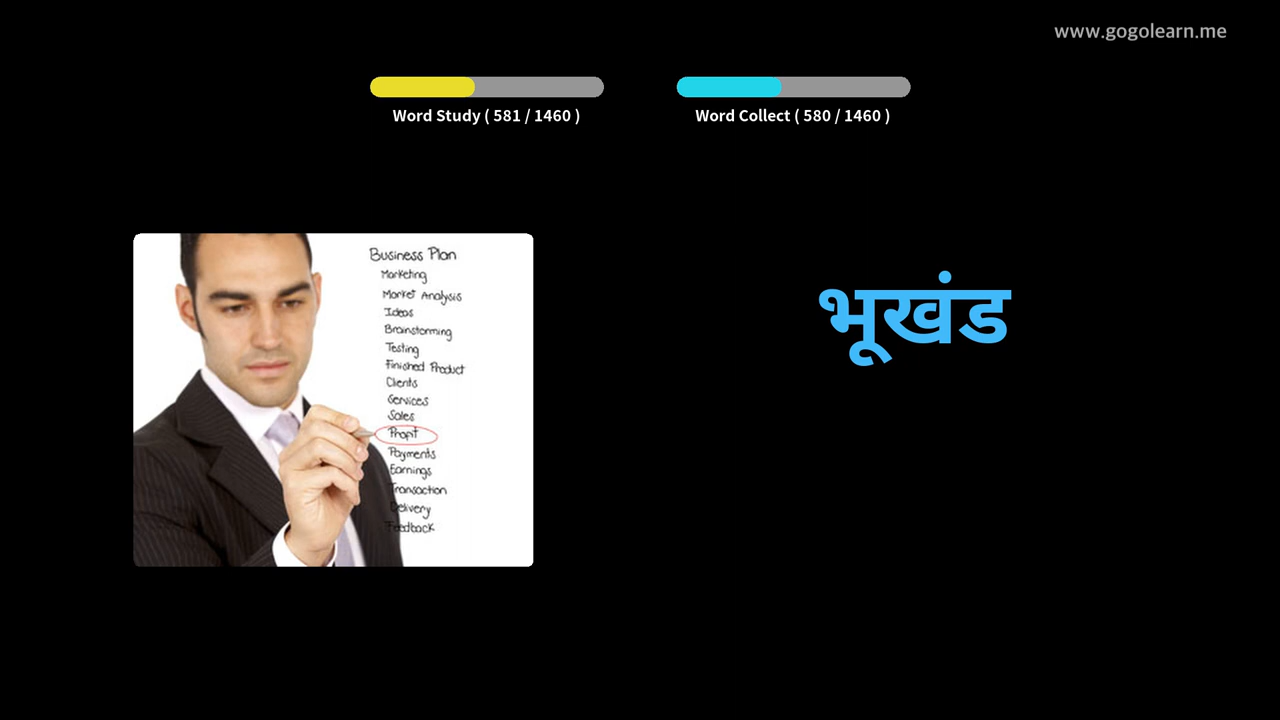 www.gogolearn.me
Word Study ( 581 / 1460 )
Word Collect ( 580 / 1460 )
Business Plan
Marketing
Market Analysis
Ideas
Brainstorming
Testing
Finished Product
Clients
Services
Sales
Profit
Payments
Earnings
Transaction
Delivery
Feedback
भूखंड